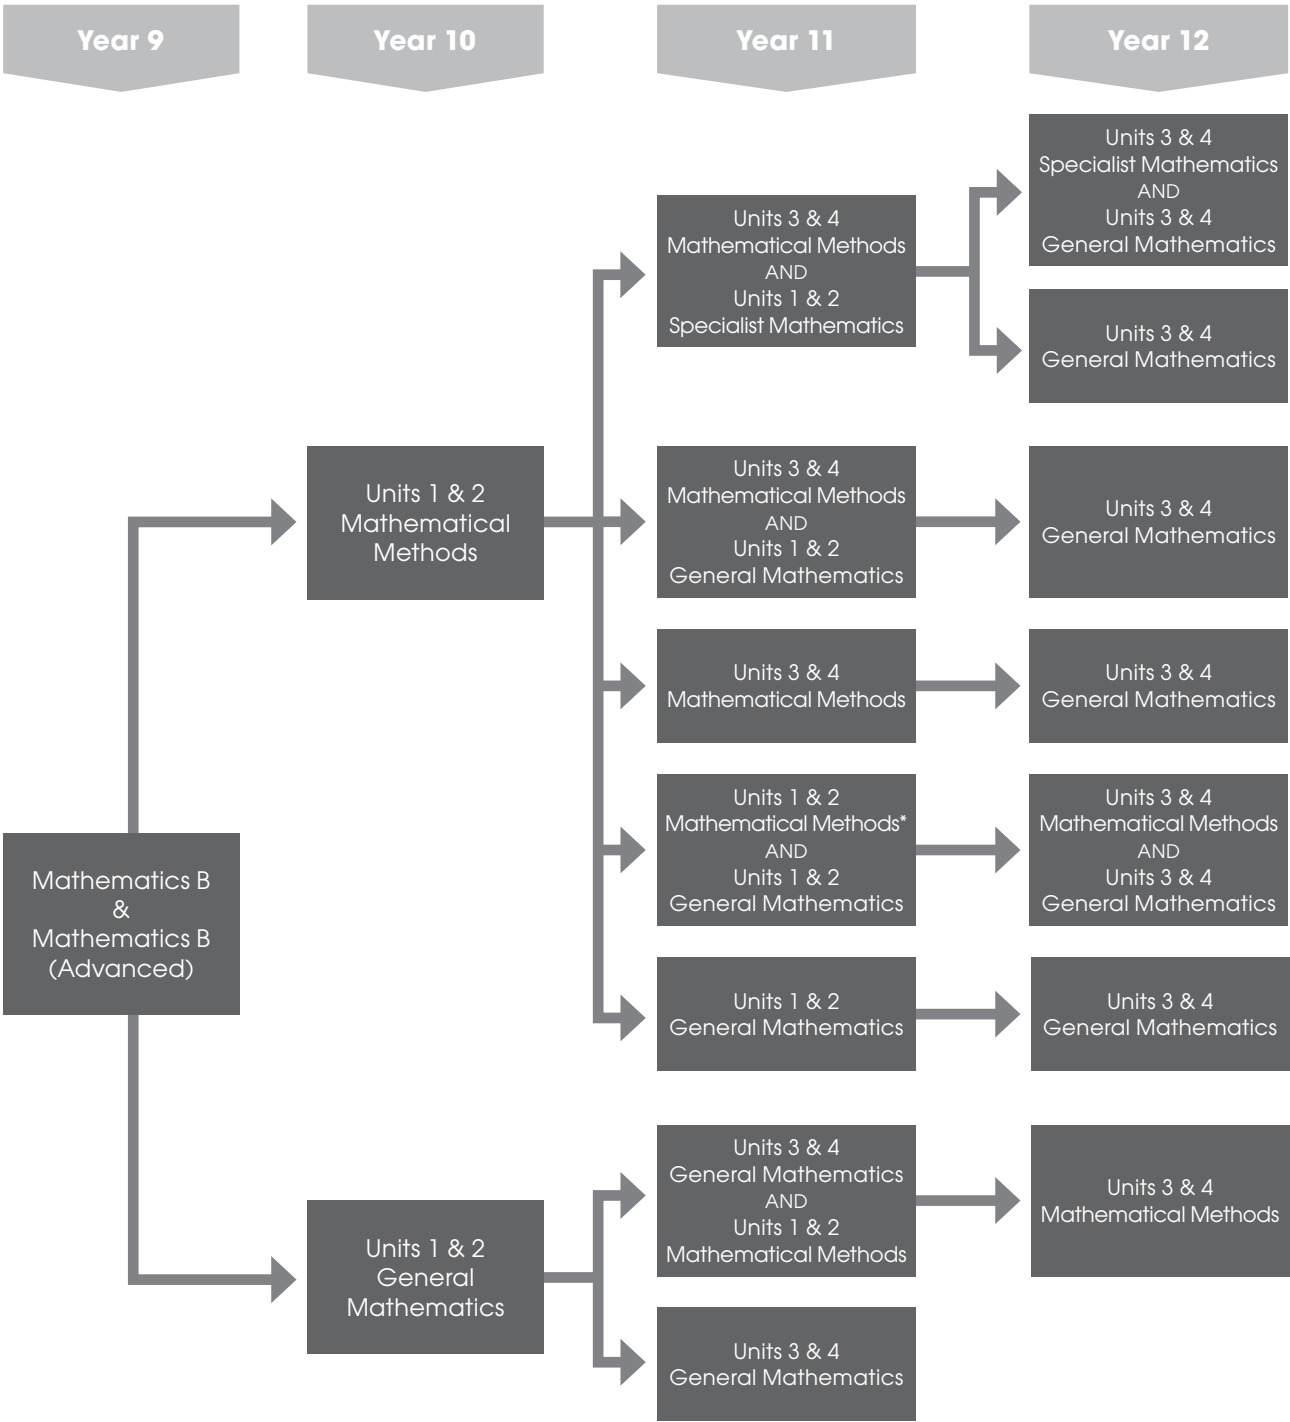 Year 9
Year 10
Year 11
Year 12
Mathematics B
&
Mathematics B
(Advanced)
Units 1 & 2
Mathematical
Methods
Units 3 & 4
Mathematical Methods
AND
Units 1 & 2
Specialist Mathematics
Units 3 & 4
Specialist Mathematics
AND
Units 3 & 4
General Mathematics
Units 3 & 4
General Mathematics
Units 3 & 4
Mathematical Methods
AND
Units 1 & 2
General Mathematics
Units 3 & 4
General Mathematics
Units 3 & 4
Mathematical Methods
Units 3 & 4
General Mathematics
Units 1 & 2
Mathematical Methods*
AND
Units 1 & 2
General Mathematics
Units 3 & 4
Mathematical Methods
AND
Units 3 & 4
General Mathematics
Units 1 & 2
General Mathematics
Units 3 & 4
General Mathematics
Units 1 & 2
General
Mathematics
Units 3 & 4
General Mathematics
AND
Units 1 & 2
Mathematical Methods
Units 3 & 4
Mathematical Methods
Units 3 & 4
General Mathematics